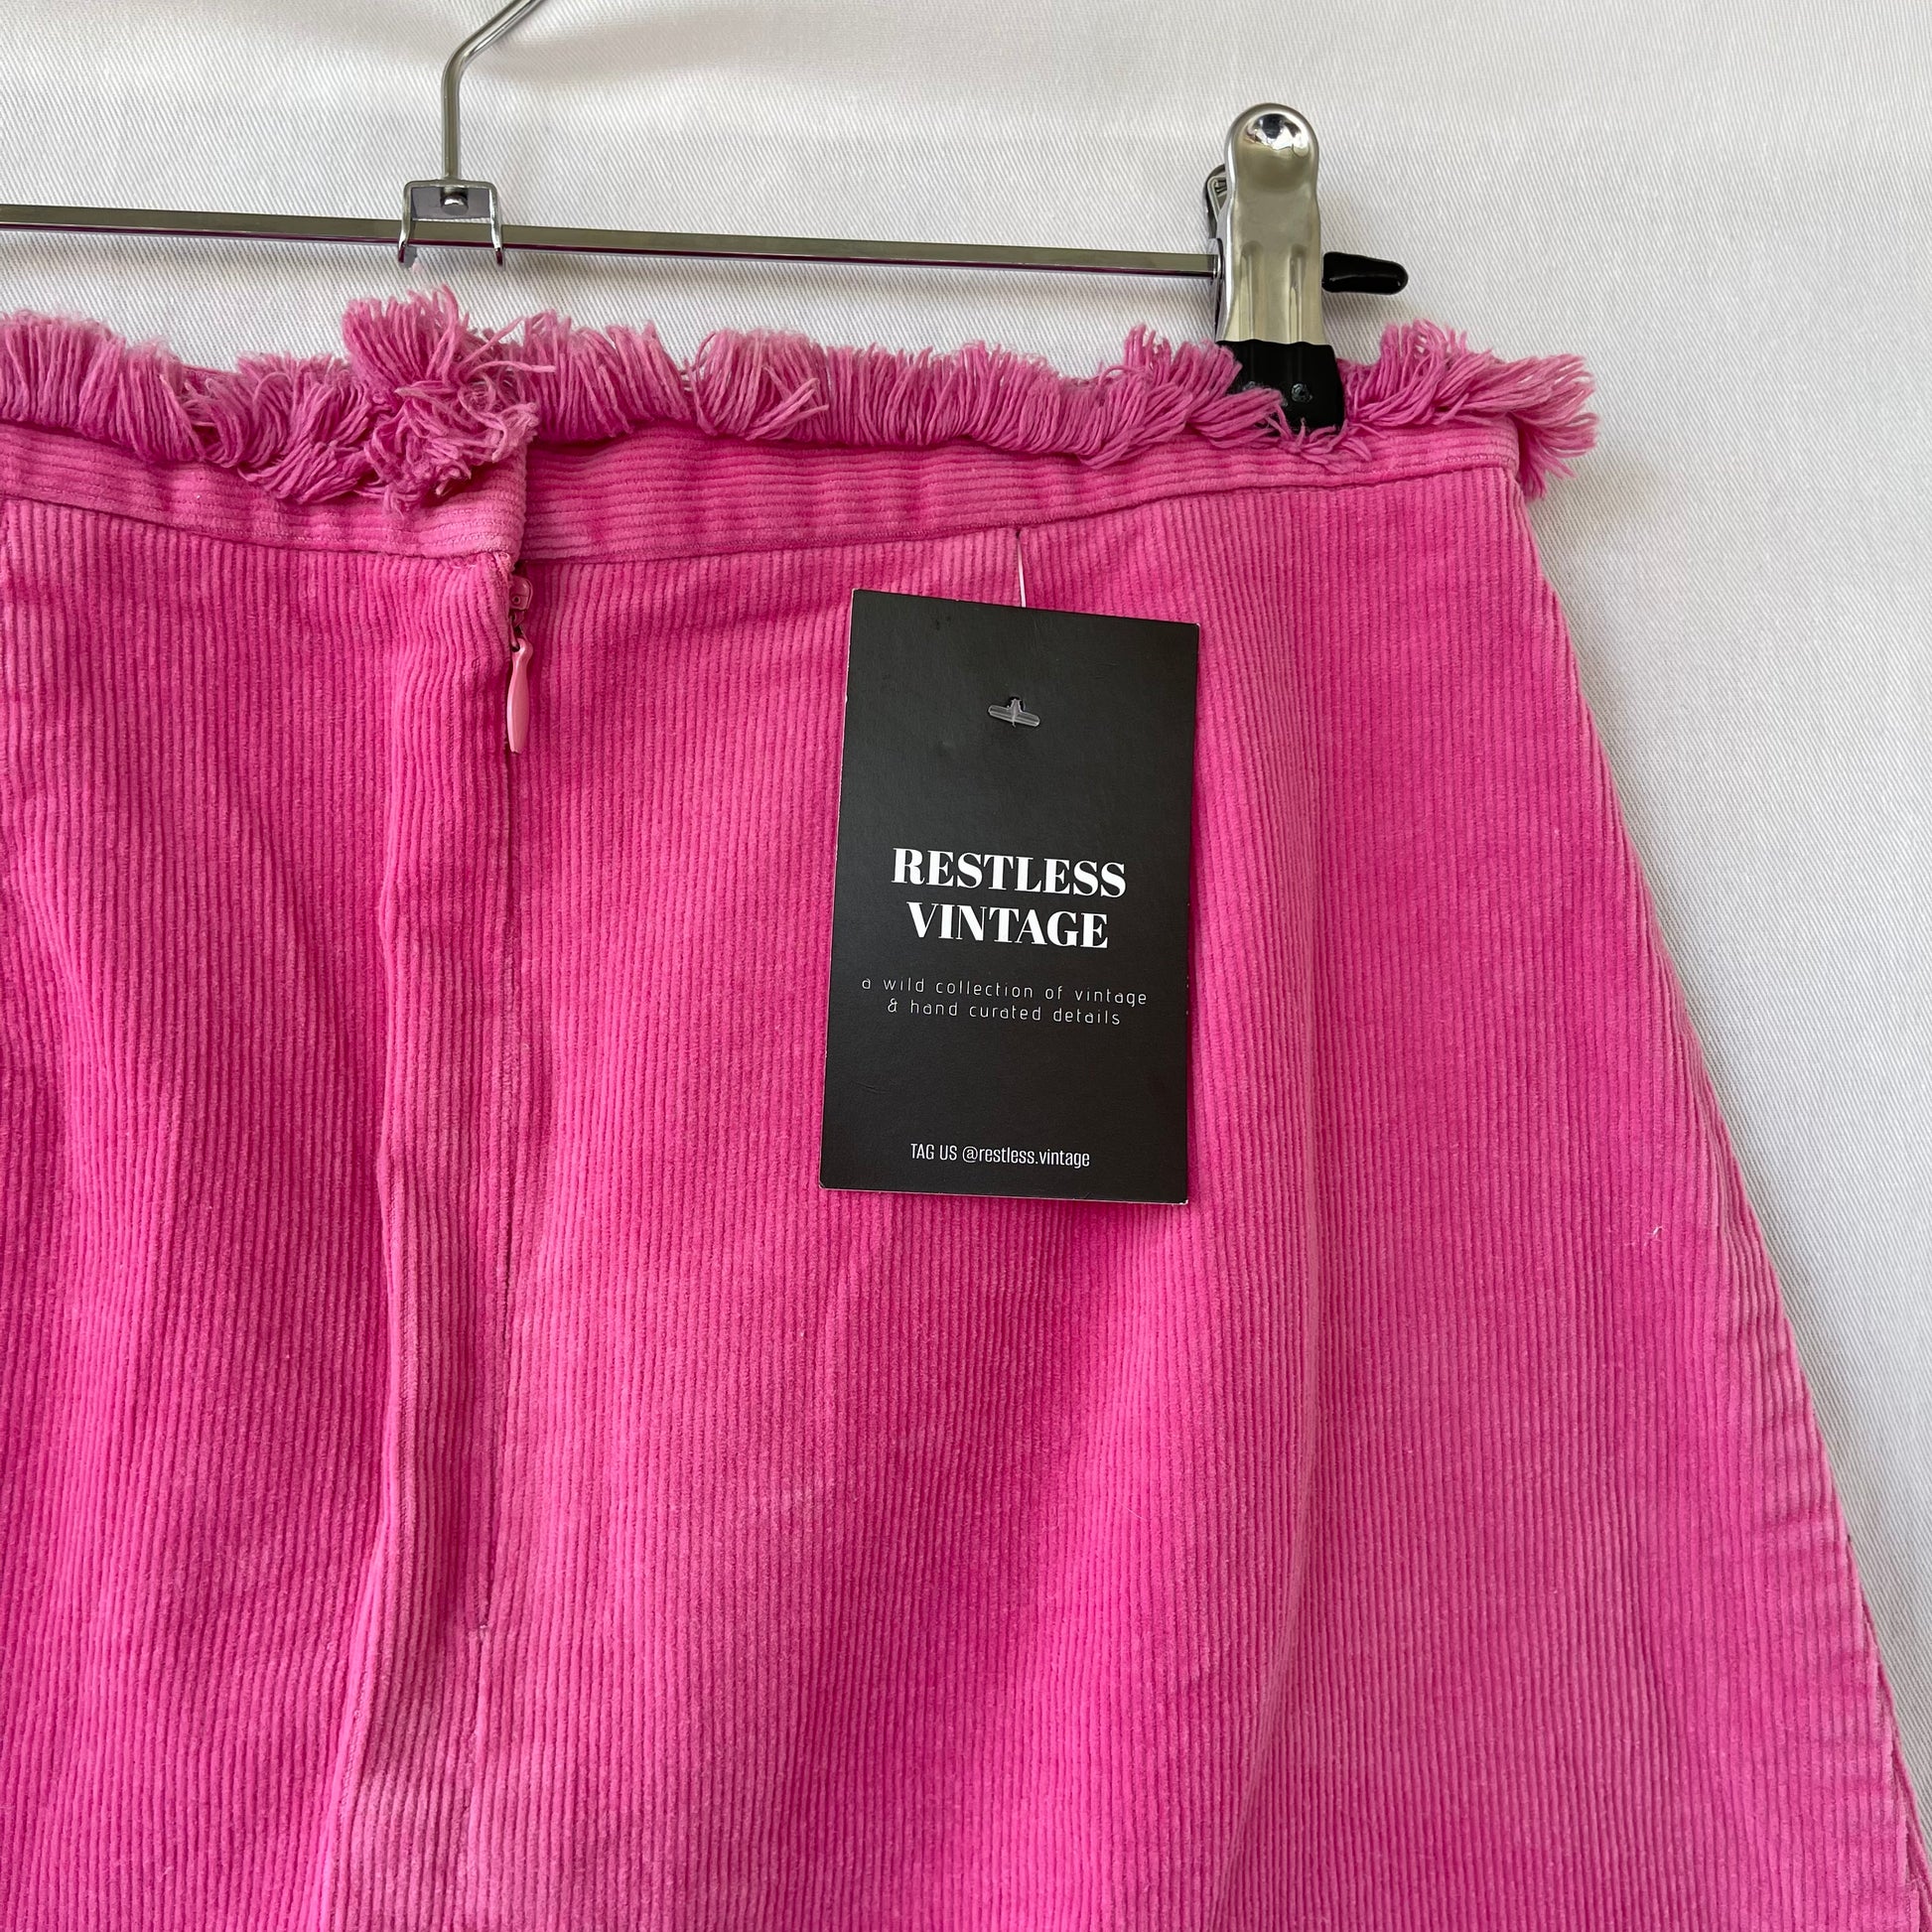 RESTLESS
VINTAGE
a wild collection of vintage
& hand curated details
TAG US @restless.vintage